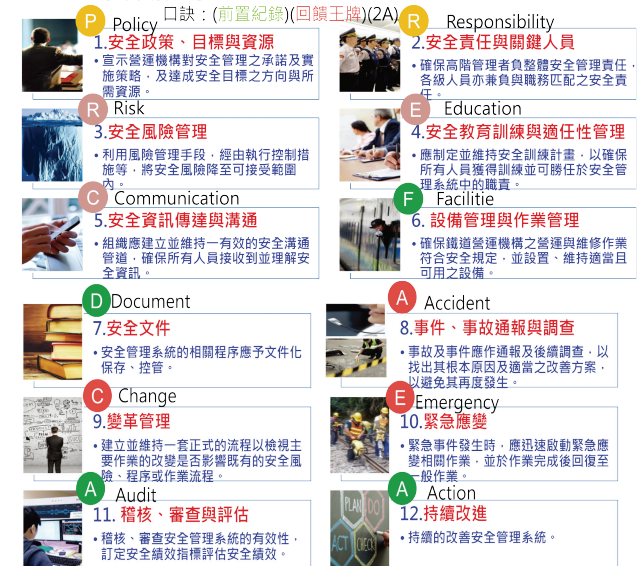 口訣：(前置紀錄)(回饋王牌)(2A)
P Policy
1.安全政策、目標與資源
• 宣示營運機構對安全管理之承諾及實
施策略，及達成安全目標之方向與所
需資源。
R Responsibility
2.安全責任與關鍵人員
• 確保高階管理者負整體安全管理責任，
各級人員亦兼負與職務匹配之安全責
任。
R Risk
3.安全風險管理
• 利用風險管理手段，經由執行控制措
施等，將安全風險降至可接受範圍
內。
E Education
4.安全教育訓練與適任性管理
• 應制定並維持安全訓練計畫，以確保
所有人員獲得訓練並可勝任於安全管
理系統中的職責。
C Communication
5.安全資訊傳達與溝通
• 組織應建立並維持一有效的安全溝通
管道，確保所有人員接收到並理解安
全資訊。
F Facilitie
6. 設備管理與作業管理
• 確保鐵道營運機構之營運與維修作業
符合安全規定，並設置、維持適當且
可用之設備。
D Document
7.安全文件
• 安全管理系統的相關程序應予文件化
保存、控管。
A Accident
8.事件、事故通報與調查
• 事故及事件應作通報及後續調查，以
找出其根本原因及適當之改善方案，
以避免其再度發生。
C Change
9.變革管理
• 建立並維持一套正式的流程以檢視主
要作業的改變是否影響既有的安全風
險、程序或作業流程。
E Emergency
10.緊急應變
• 緊急事件發生時，應迅速啟動緊急應
變相關作業，並於作業完成後回復至
一般作業。
A Audit
11. 稽核、審查與評估
• 稽核、審查安全管理系統的有效性，
訂定安全績效指標評估安全績效。
A Action
12.持續改進
• 持續的改善安全管理系統。
PLAN
DO
ACT
CHECK